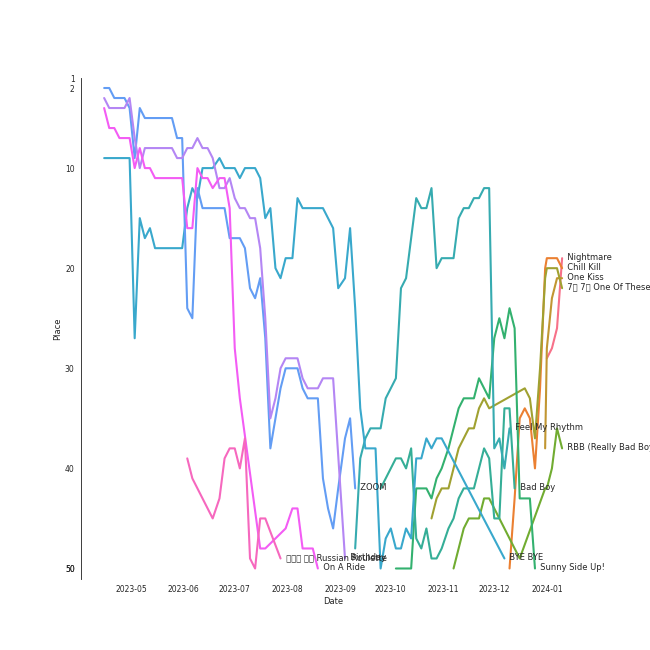 1
2
10
20
30
40
50
Place
Nightmare
Chill Kill
One Kiss
7 7 One Of These
Feel My Rhythm
RBB (Really Bad Boy
ZOOM
Bad Boy
Russian Roulette
Birthday
BYE BYE
On A Ride
Sunny Side Up!
2023-05
2023-06
2023-07
2023-08
2023-09
2023-10
2023-11
2023-12
2024-01
Date